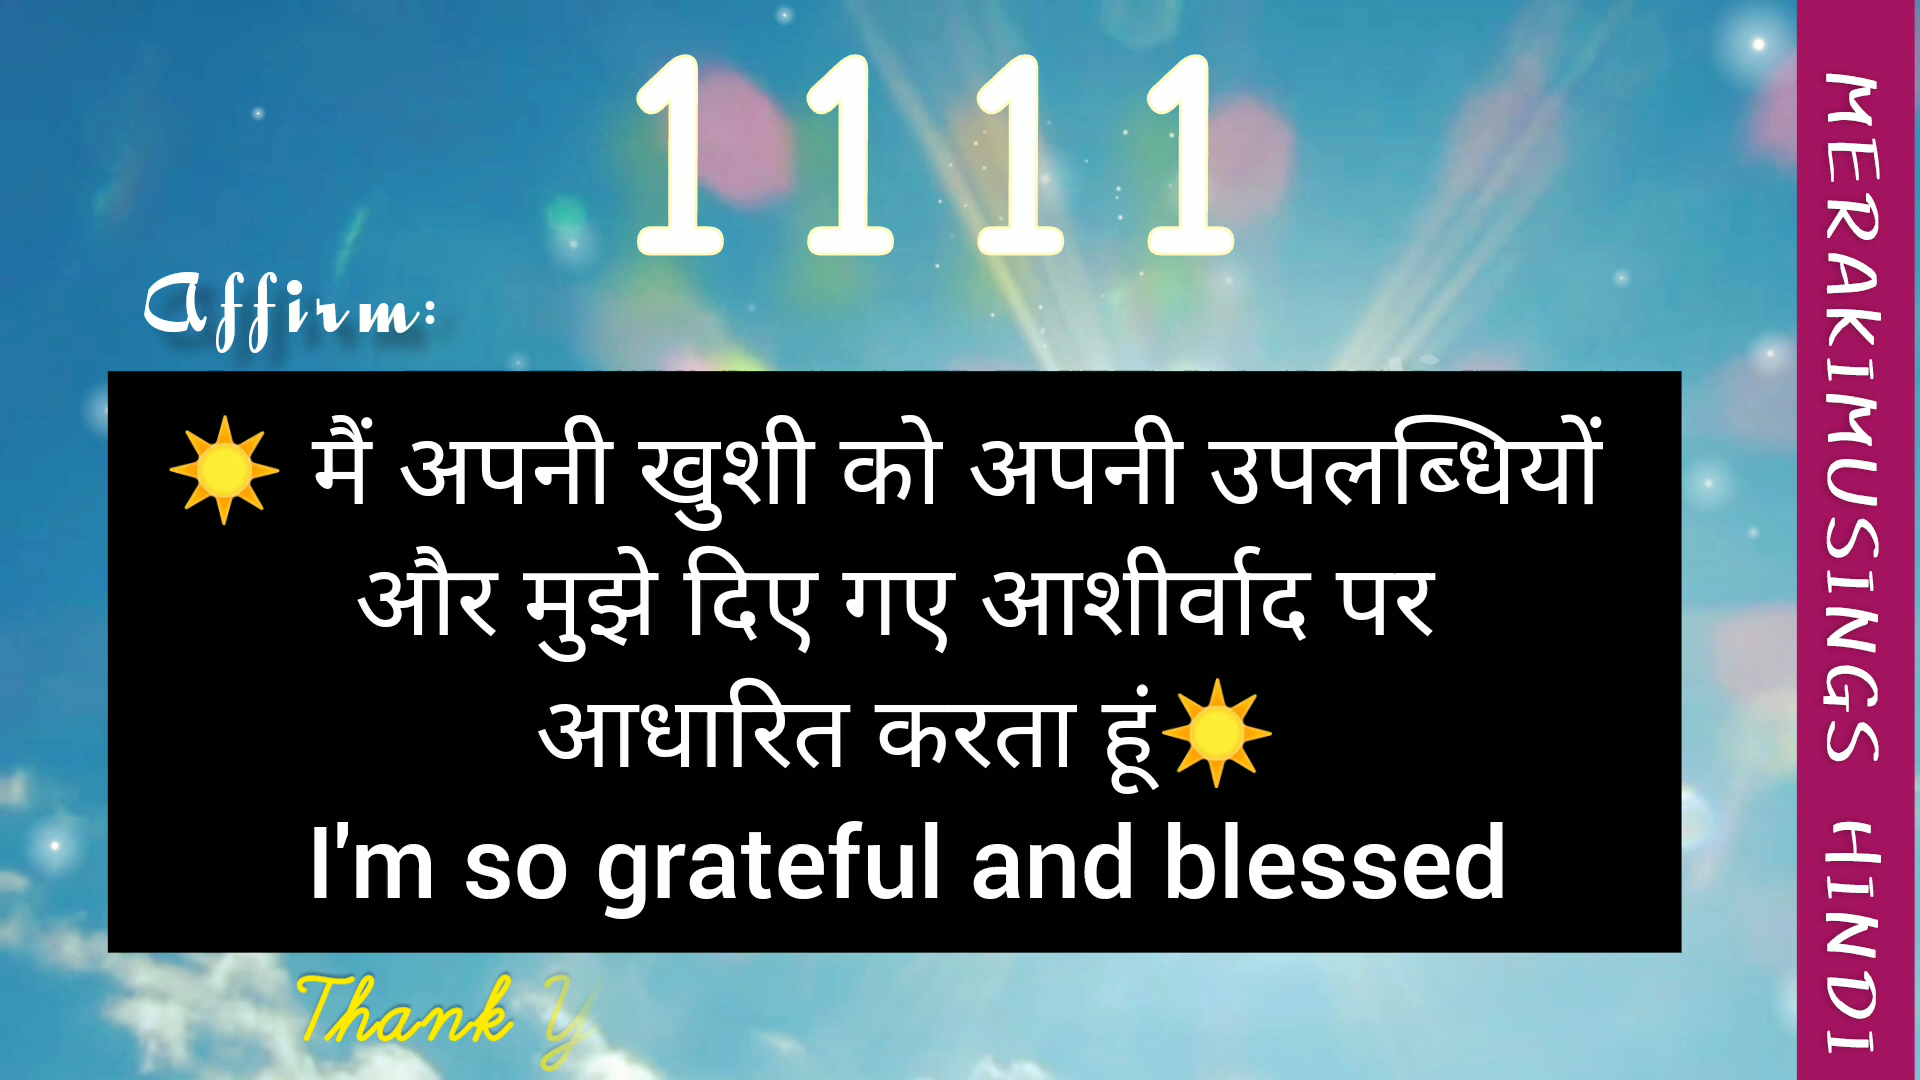 1111
Affirm:
☀️ मैं अपनी खुशी को अपनी उपलब्धियों
और मुझे दिए गए आशीर्वाद पर
आधारित करता हूं☀️
I'm so grateful and blessed
Thank Y
MERAKIMUSINGS HINDI